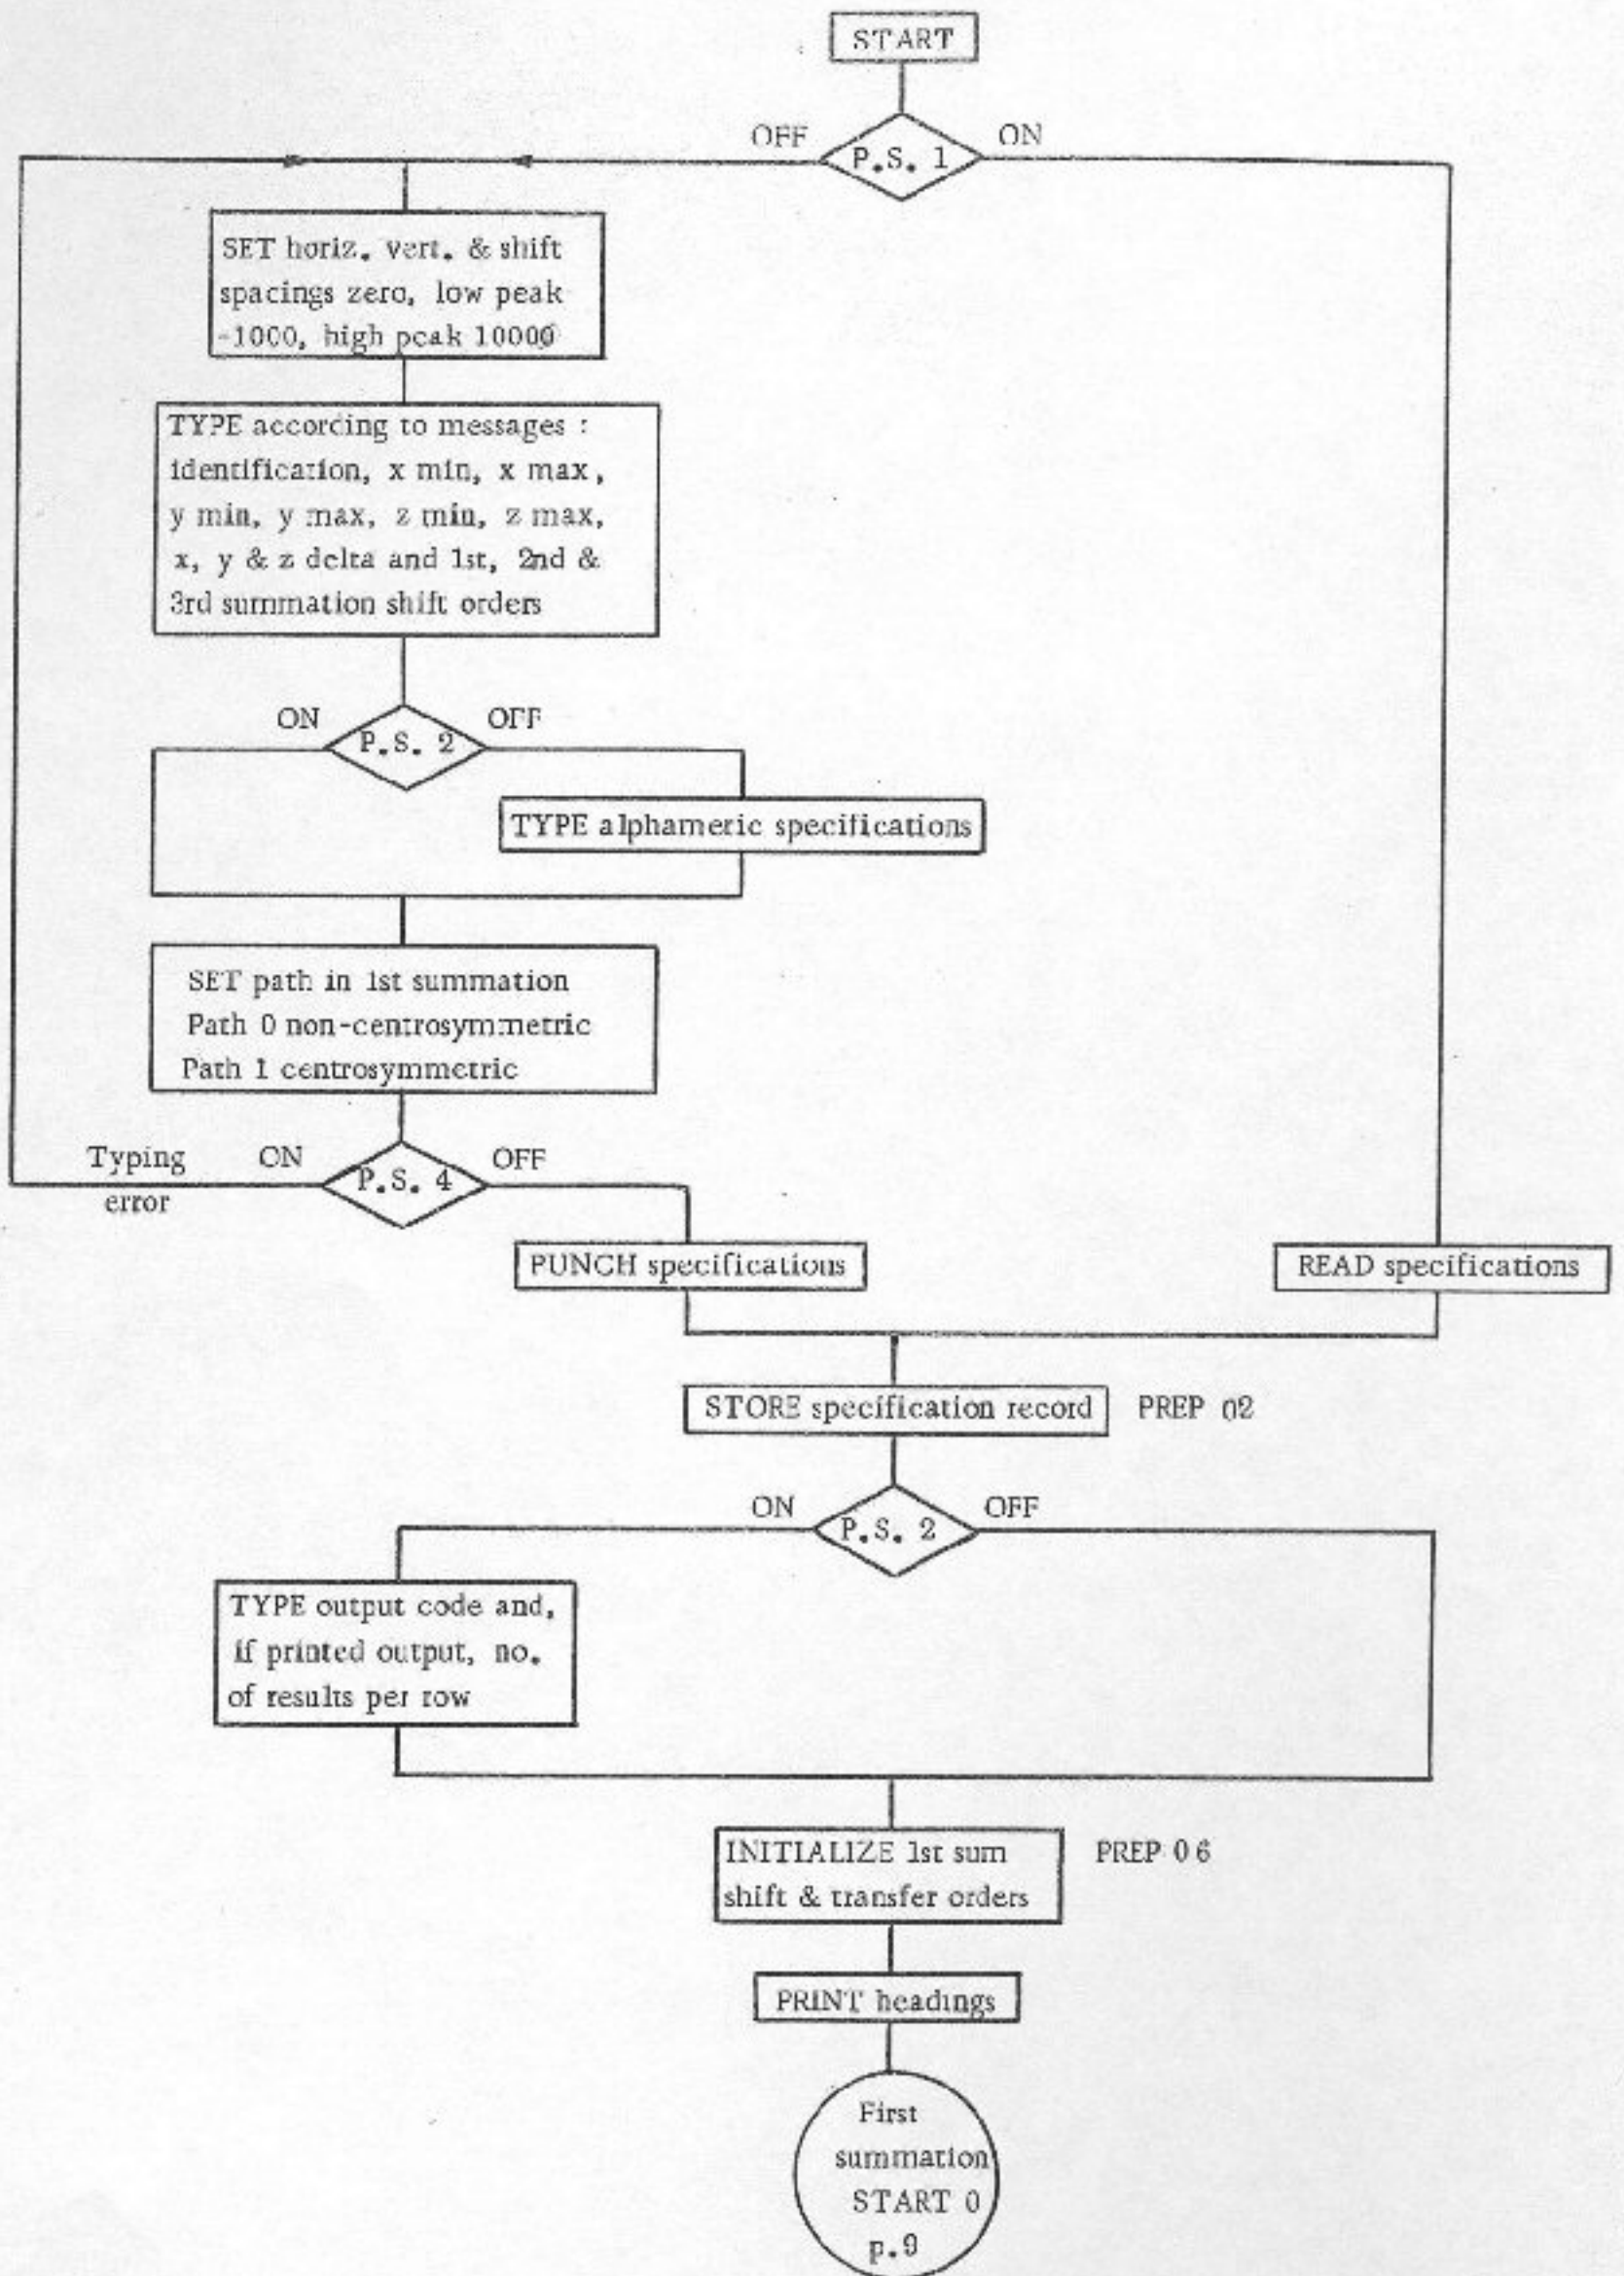 START
OFF
P.S. 1
ON
SET horiz. vert. & shift
spacings zero, low peak
-1000, high peak 10000
TYPE according to messages :
identification, x min, x max,
y min, y max, z min, z max,
x, y & z delta and 1st, 2nd &
3rd summation shift orders
ON
P.S. 2
OFF
TYPE alphameric specifications
SET path in 1st summation
Path 0 non-centrosymmetric
Path 1 centrosymmetric
Typing
error
ON
P.S. 4
OFF
PUNCH specifications
READ specifications
STORE specification record
PREP 02
ON
P.S. 2
OFF
TYPE output code and,
if printed output, no.
of results per row
INITIALIZE 1st sum
shift & transfer orders
PREP 06
PRINT headings
First
summation
START 0
p.9